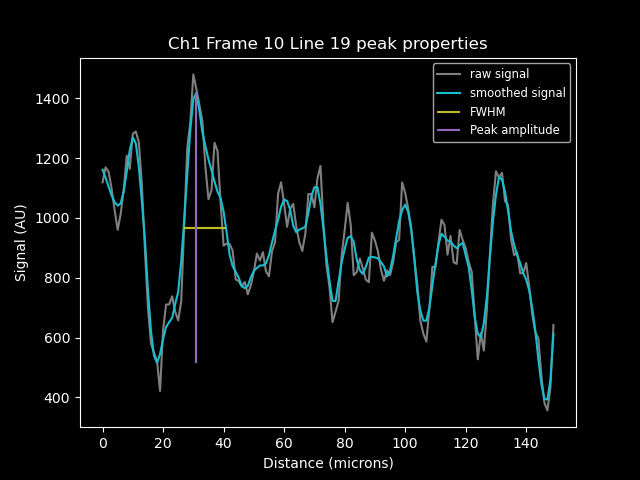 Ch1 Frame 10 Line 19 peak properties
raw signal
smoothed signal
FWHM
Peak amplitude
Signal (AU)
1400
1200
1000
800
600
400
0 20 40 60 80 100 120 140
Distance (microns)